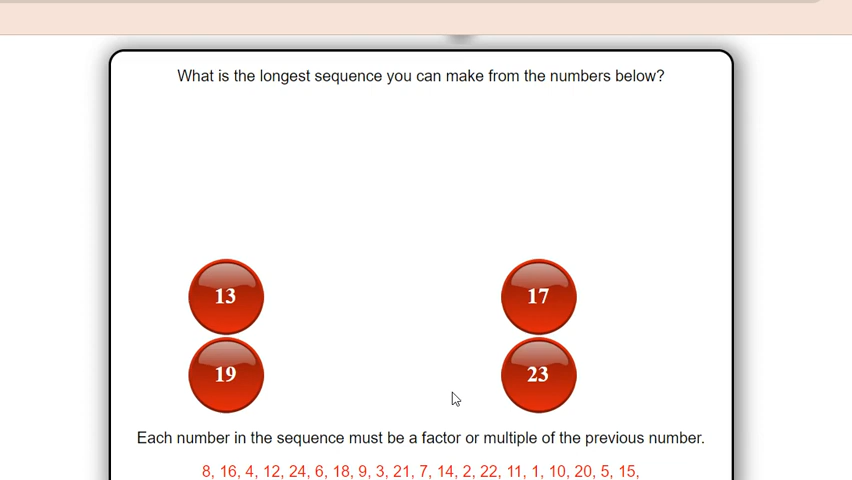 What is the longest sequence you can make from the numbers below?
13 17
19 23
Each number in the sequence must be a factor or multiple of the previous number.
8, 16, 4, 12, 24, 6, 18, 9, 3, 21, 7, 14, 2, 22, 11, 1, 10, 20, 5, 15,